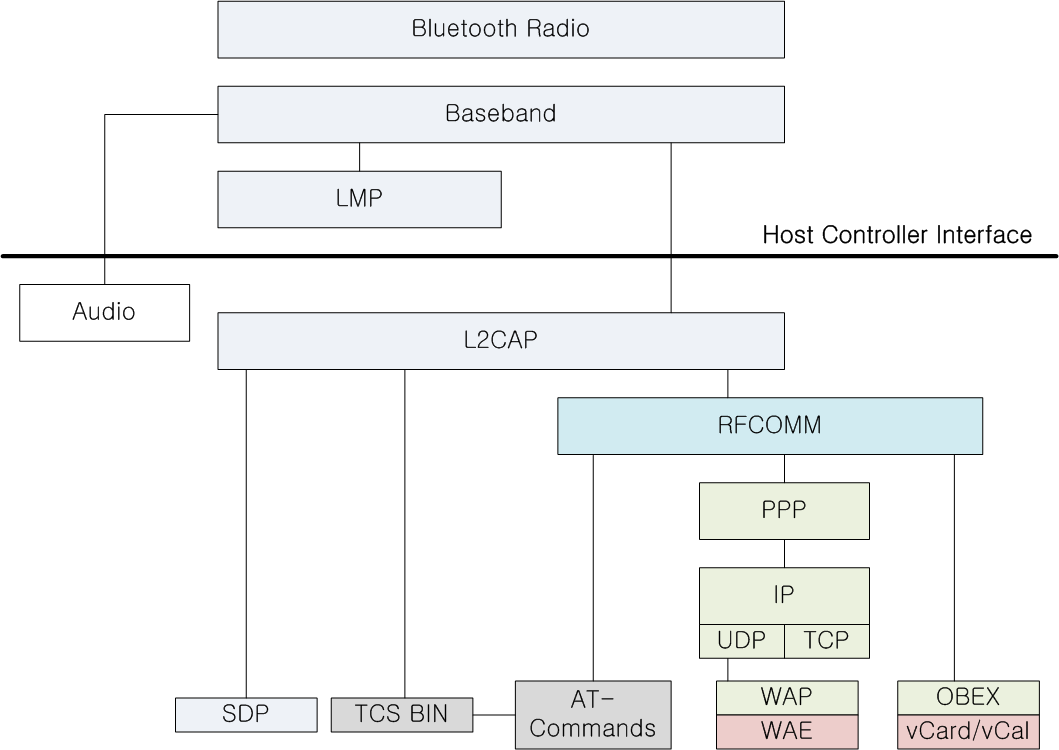 Bluetooth Radio
Baseband
LMP
Host Controller Interface
Audio
L2CAP
RFCOMM
PPP
IP
UDP
TCP
SDP
TCS BIN
AT-
Commands
WAP
WAE
OBEX
vCard/vCal